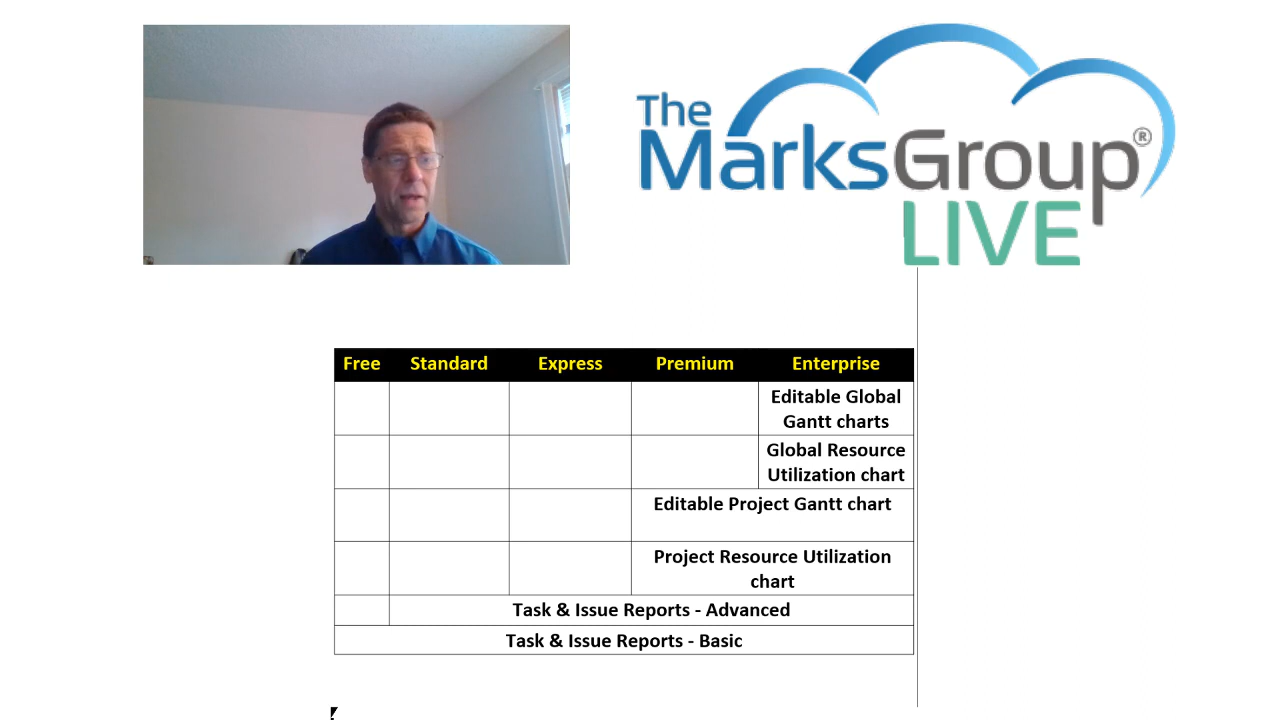 The
MarksGroup®
LIVE
Free Standard Express Premium Enterprise
Editable Global
Gantt charts
Global Resource
Utilization chart
Editable Project Gantt chart
Project Resource Utilization
chart
Task & Issue Reports - Advanced
Task & Issue Reports - Basic